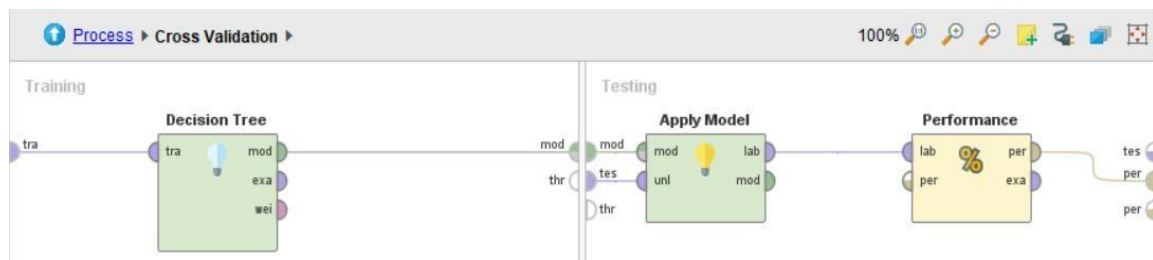 Process ▸ Cross Validation ▸
100%
Training
Testing
Decision Tree
Apply Model
Performance
tra
tra
mod
exa
wei
mod
thr
mod
tes
thr
mod
unl
lab
mod
lab
per
per
exa
tes
per
per